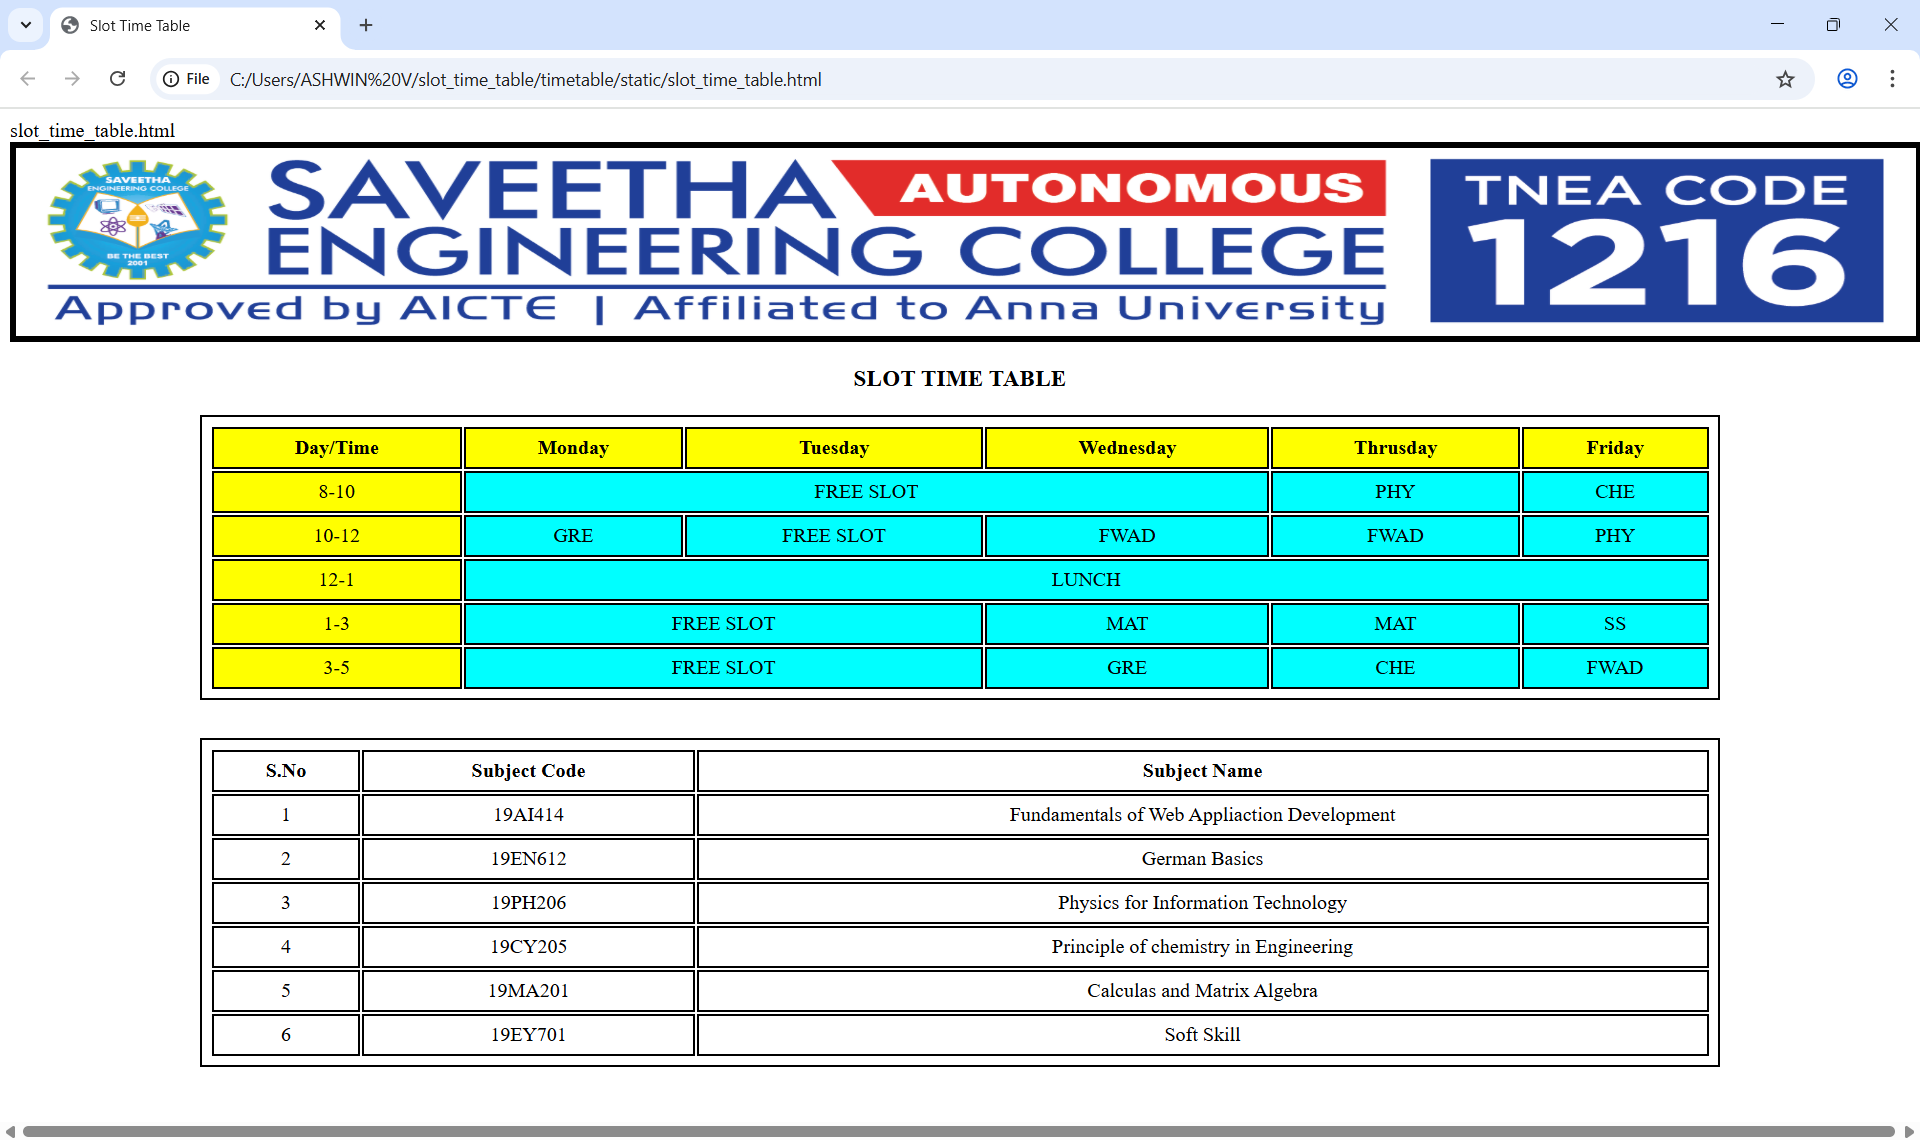 Slot Time Table
File C:/Users/ASHWIN%20V/slot_time_table/timetable/static/slot_time_table.html
slot_time_table.html
SAVEETHA ENGINEERING COLLEGE
BE THE BEST
2001
SAVEETHA AUTONOMOUS
ENGINEERING COLLEGE
Approved by AICTE | Affiliated to Anna University
TNEA CODE
1216
SLOT TIME TABLE
Day/Time Monday Tuesday Wednesday Thrusday Friday
8-10 FREE SLOT PHY CHE
10-12 GRE FREE SLOT FWAD FWAD PHY
12-1 LUNCH
1-3 FREE SLOT MAT MAT SS
3-5 FREE SLOT GRE CHE FWAD
S.No Subject Code Subject Name
1 19AI414 Fundamentals of Web Appliaction Development
2 19EN612 German Basics
3 19PH206 Physics for Information Technology
4 19CY205 Principle of chemistry in Engineering
5 19MA201 Calculas and Matrix Algebra
6 19EY701 Soft Skill